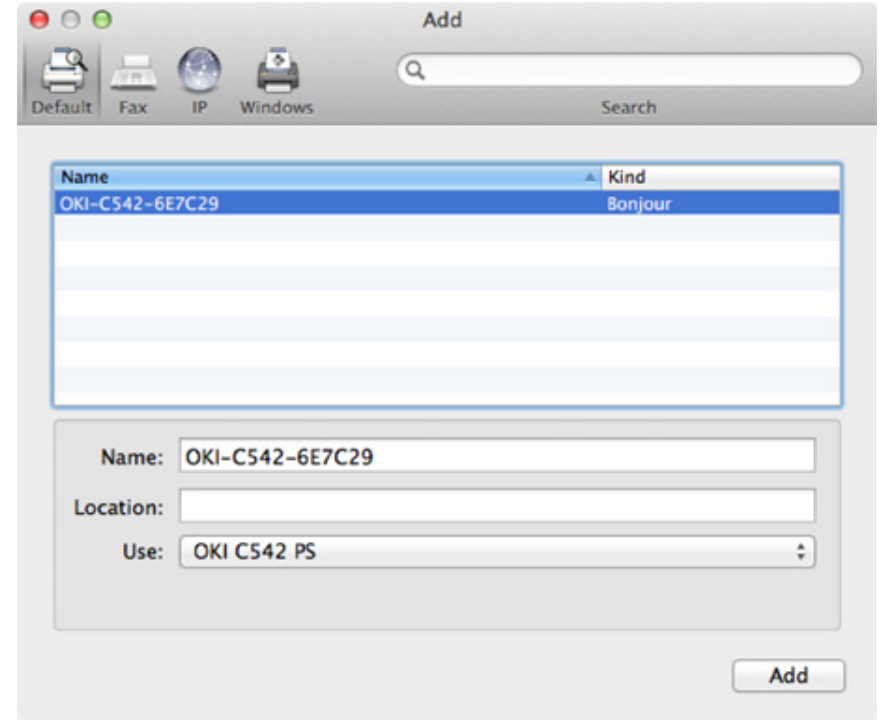 Add
Default Fax IP Windows Search
Name Kind
OKI-C542-6E7C29 Bonjour
Name: OKI-C542-6E7C29
Location:
Use: OKI C542 PS
Add